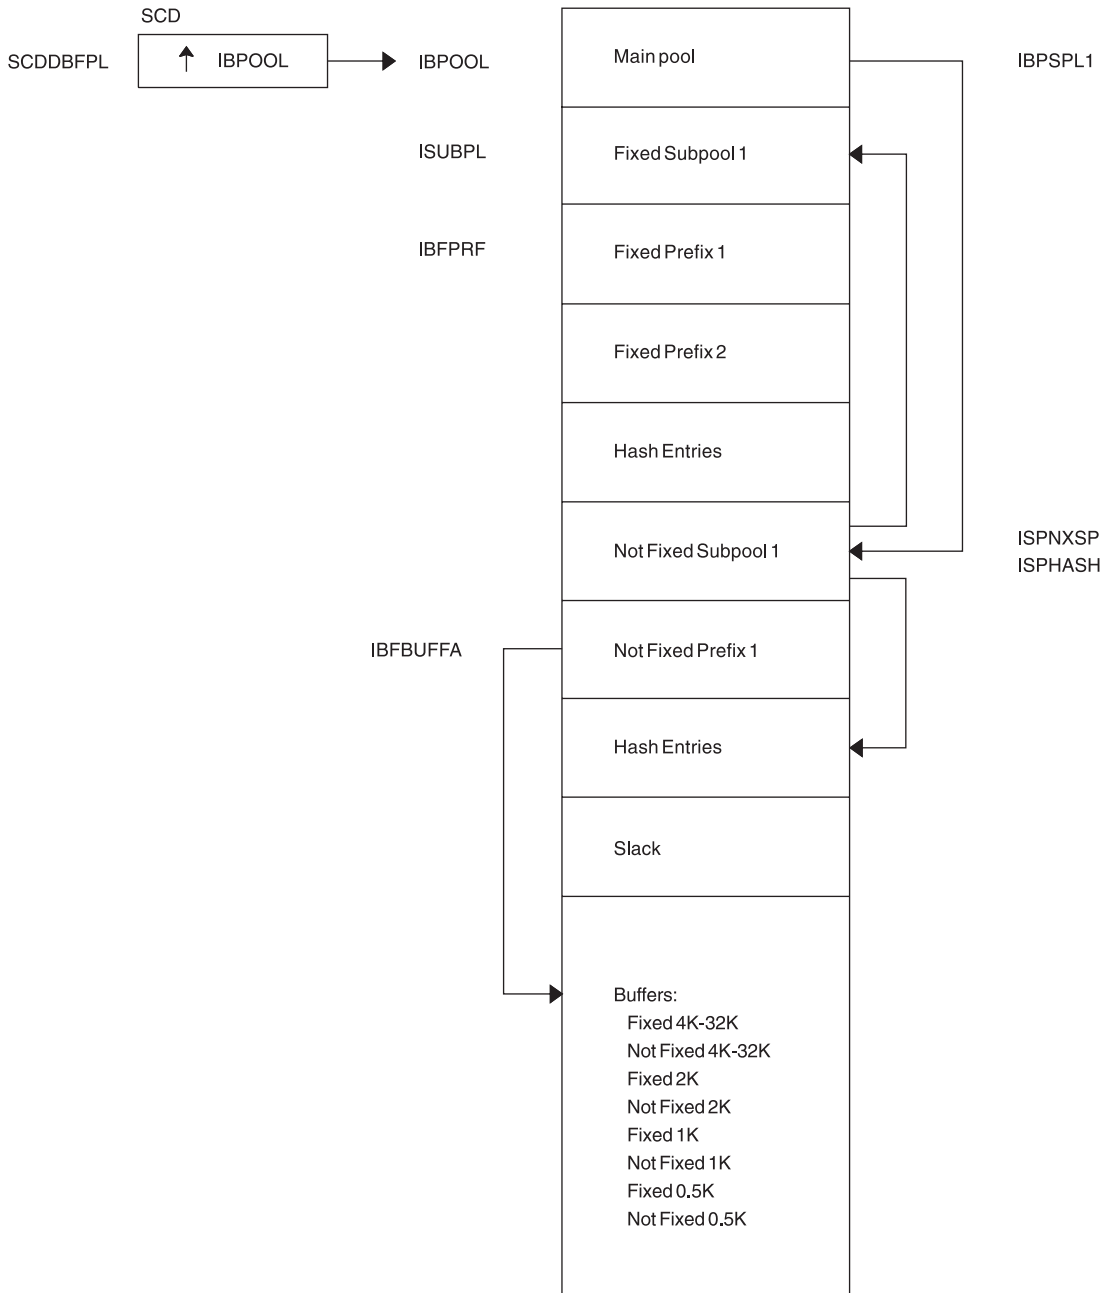 SCD
SCDDBFPL
IBPOOL
IBPOOL
Main pool
IBPSPL1
ISUBPL
Fixed Subpool 1
IBFPRF
Fixed Prefix 1
Fixed Prefix 2
Hash Entries
Not Fixed Subpool 1
ISPNXSP
ISPHASH
IBFBUFFA
Not Fixed Prefix 1
Hash Entries
Slack
Buffers:
Fixed 4K-32K
Not Fixed 4K-32K
Fixed 2K
Not Fixed 2K
Fixed 1K
Not Fixed 1K
Fixed 0.5K
Not Fixed 0.5K